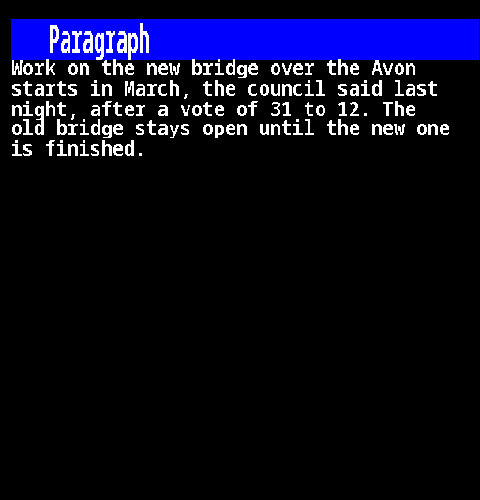 Paragraph
Work on the new bridge over the Avon
starts in March, the council said last
night, after a vote of 31 to 12. The
old bridge stays open until the new one
is finished.